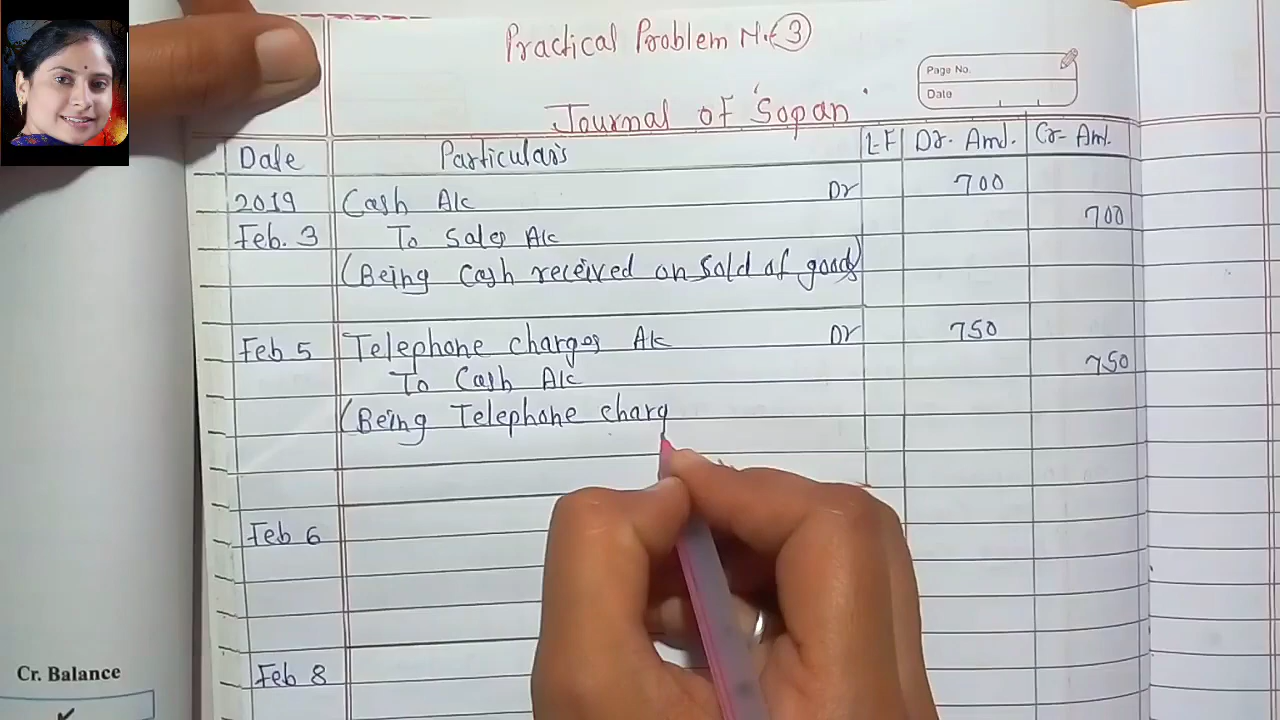 Practical Problem N. 3
Page No.
Date
Journal of 'Sopan'
Date Particulars L.F Dr. Amt. Cr. Amt.
2019 Cash A/c Dr 700
Feb. 3 To Sales A/c 700
(Being Cash received on sold of goods)
Feb 5 Telephone charges A/c Dr 750
To Cash A/c 750
(Being Telephone charg
Feb 6
Feb 8
Cr. Balance